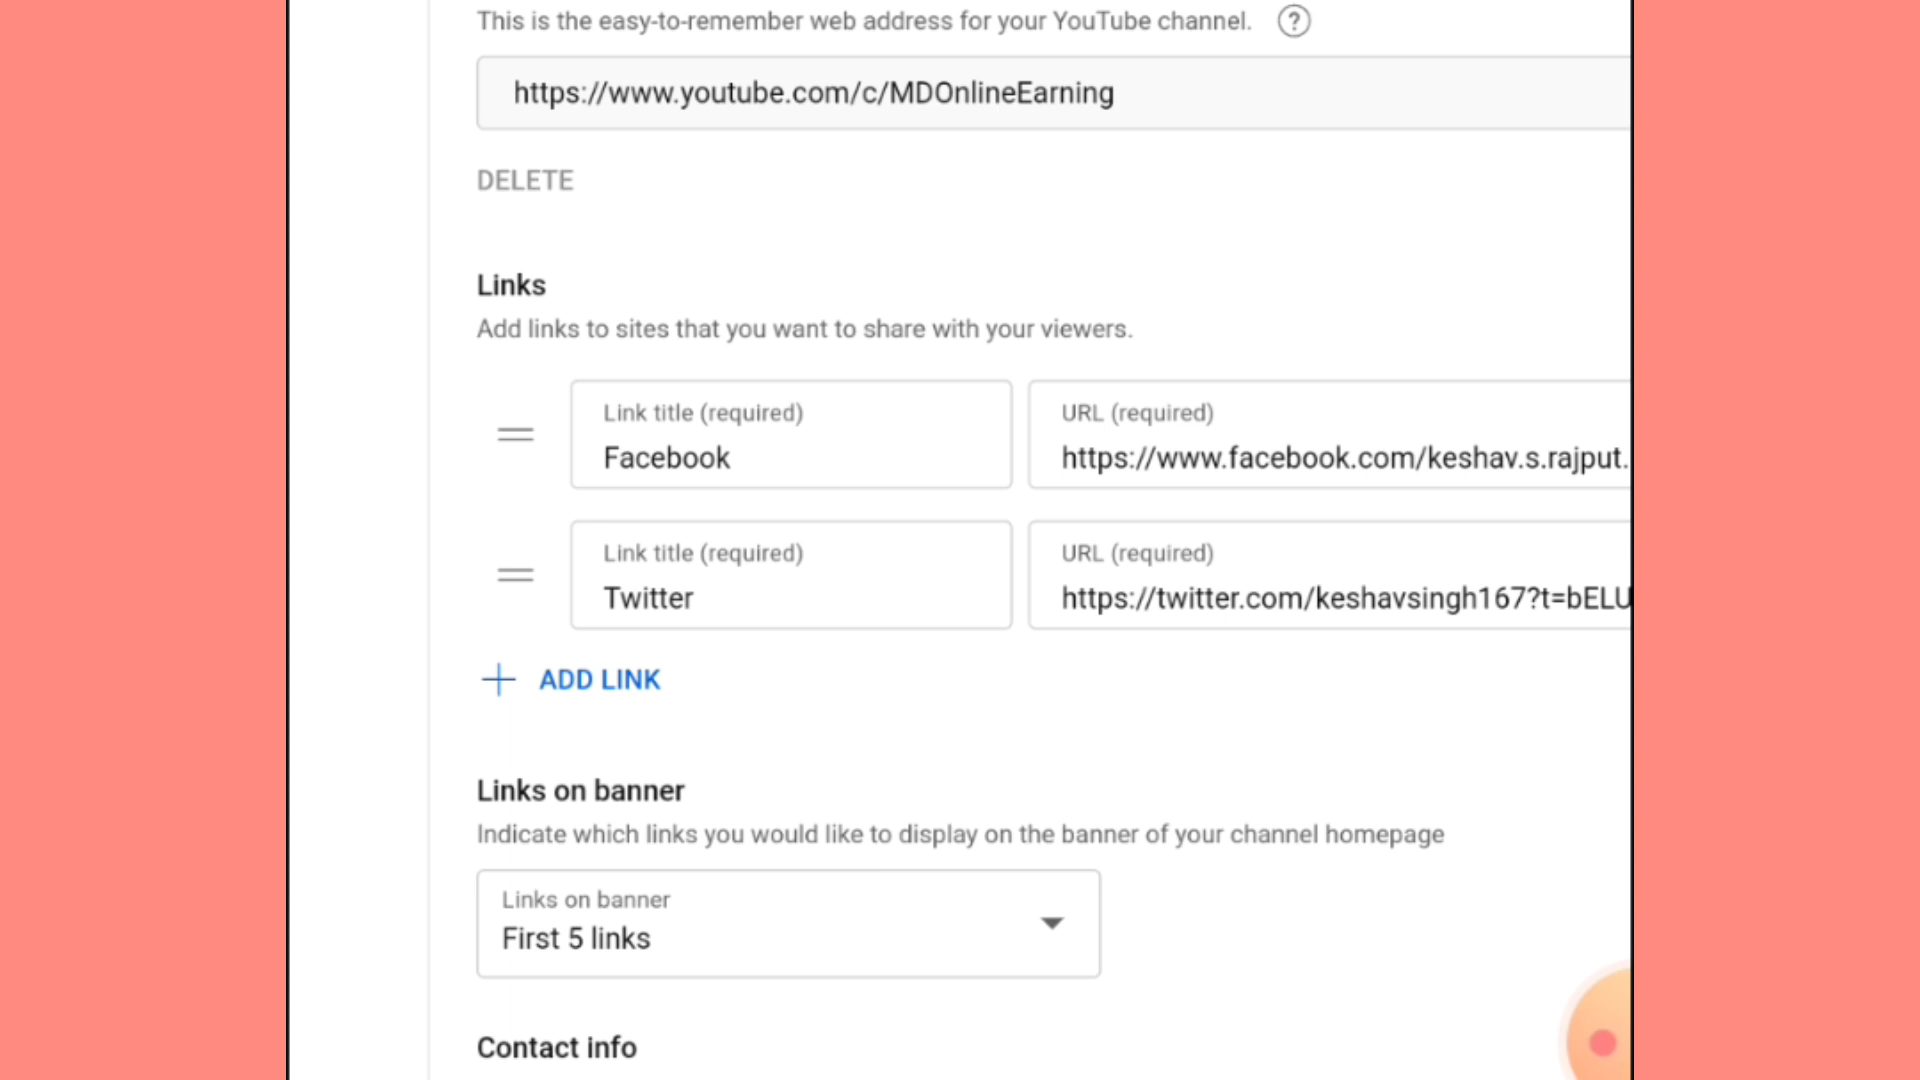 This is the easy-to-remember web address for your YouTube channel. ?
https://www.youtube.com/c/MDOnlineEarning
DELETE
Links
Add links to sites that you want to share with your viewers.
Link title (required)
Facebook
URL (required)
https://www.facebook.com/keshav.s.rajput.
Link title (required)
Twitter
URL (required)
https://twitter.com/keshavsingh167?t=bELU
ADD LINK
Links on banner
Indicate which links you would like to display on the banner of your channel homepage
Links on banner
First 5 links
Contact info